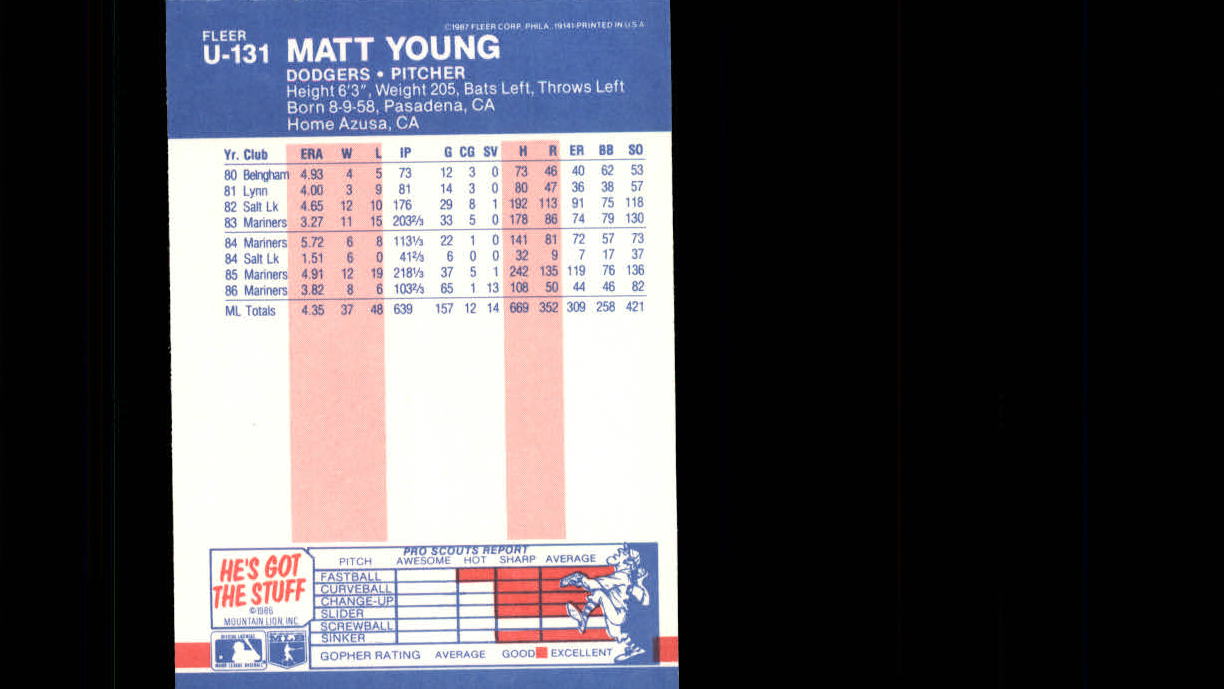 ©1987 FLEER CORP. PHILA., 19141-PRINTED IN U.S.A
FLEER
U-131 MATT YOUNG
DODGERS • PITCHER
Height 6'3", Weight 205, Bats Left, Throws Left
Born 8-9-58, Pasadena, CA
Home Azusa, CA
Yr. Club ERA W L IP G CG SV H R ER BB SO
80 Belngham 4.93 4 5 73 12 3 0 73 46 40 62 53
81 Lynn 4.00 3 9 81 14 3 0 80 47 36 38 57
82 Salt Lk 4.65 12 10 176 29 8 1 192 113 91 75 118
83 Mariners 3.27 11 15 203⅔ 33 5 0 178 86 74 79 130
84 Mariners 5.72 6 8 113⅓ 22 1 0 141 81 72 57 73
84 Salt Lk 1.51 6 0 41⅔ 6 0 0 32 9 7 17 37
85 Mariners 4.91 12 19 218⅓ 37 5 1 242 135 119 76 136
86 Mariners 3.82 8 6 103⅔ 65 1 13 108 50 44 46 82
ML Totals 4.35 37 48 639 157 12 14 669 352 309 258 421
HE'S GOT
THE STUFF
©1986
MOUNTAIN LION, INC.
PRO SCOUTS REPORT
PITCH AWESOME HOT SHARP AVERAGE
FASTBALL
CURVEBALL
CHANGE-UP
SLIDER
SCREWBALL
SINKER
GOPHER RATING AVERAGE GOOD EXCELLENT
OFFICIAL LICENSEE
MAJOR LEAGUE BASEBALL
MLB